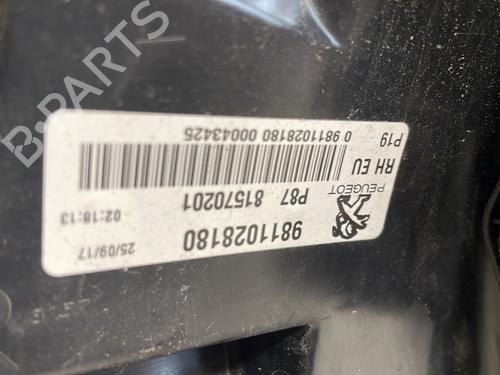 9811028180
25/09/17
P87 81570201
02:18:13
PEUGEOT
RH EU
P19
0 9811028180 00043425
B-PARTS